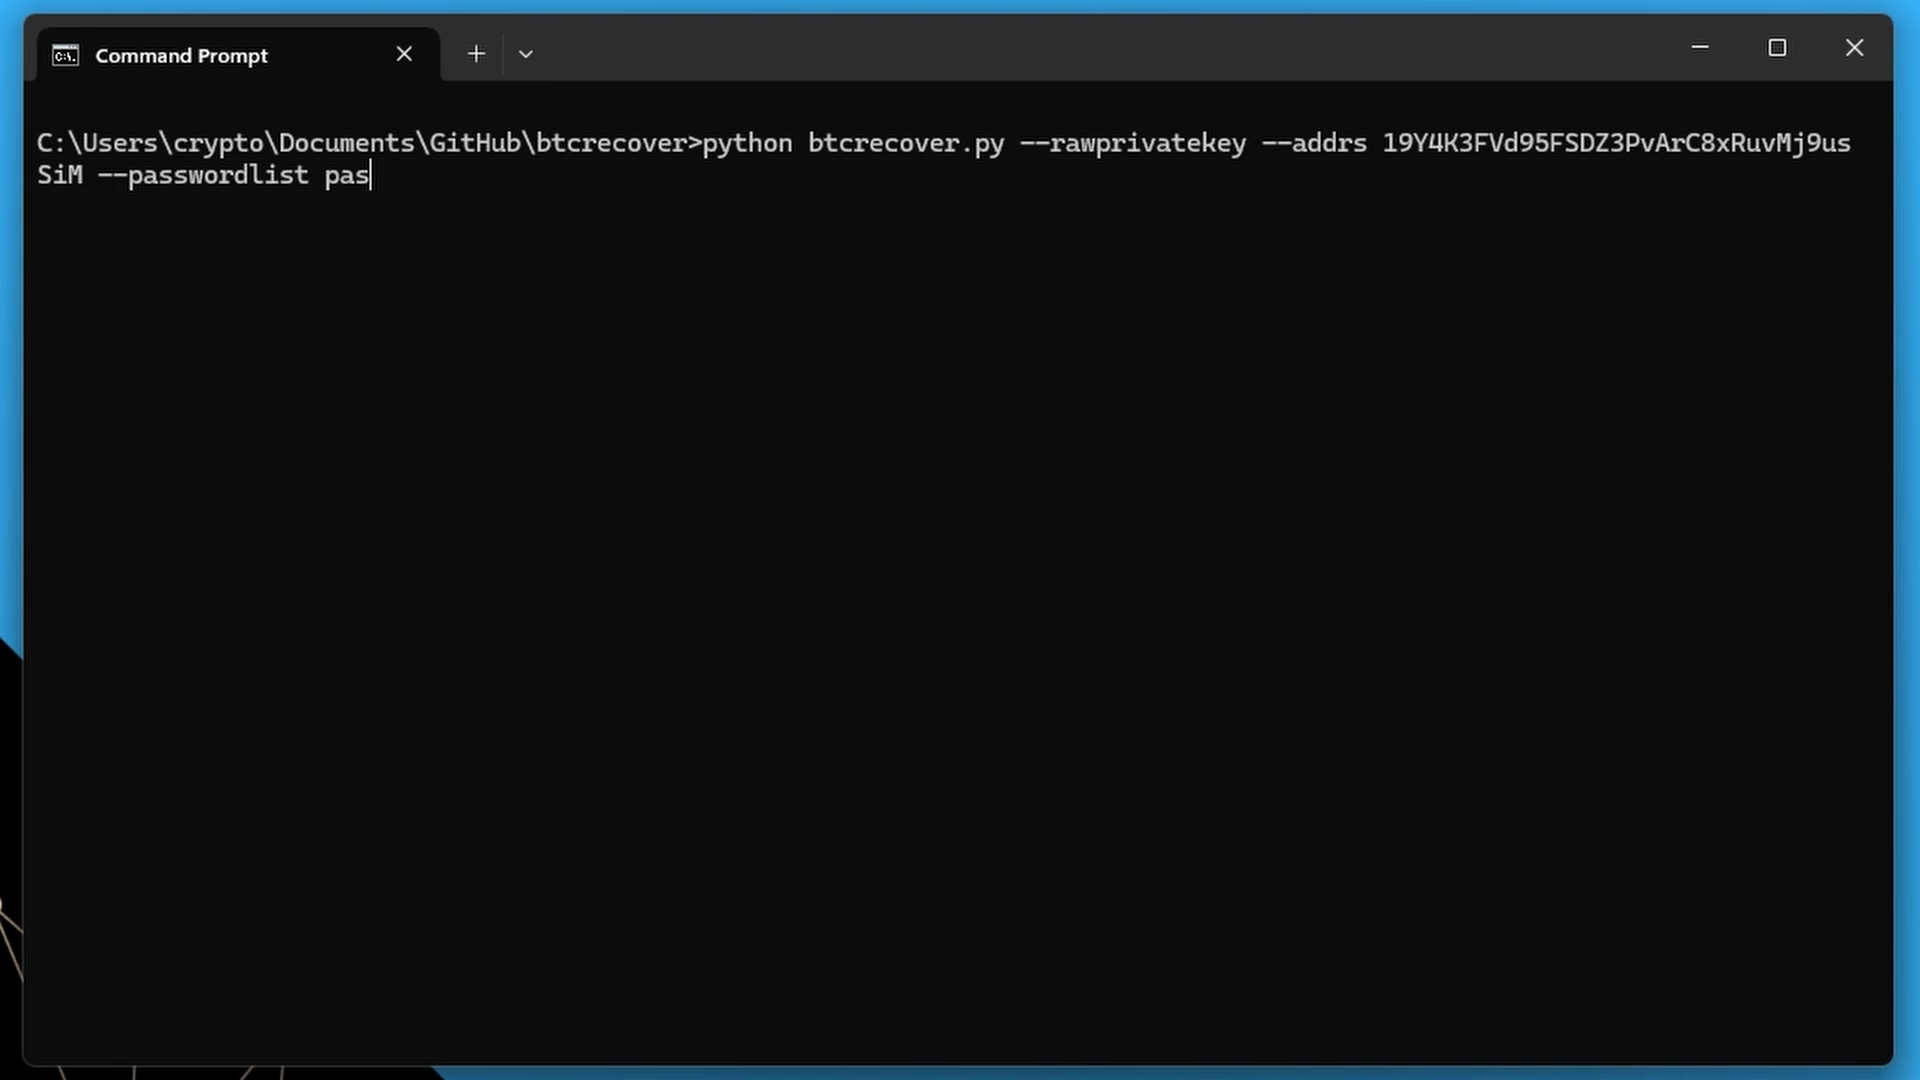 Command Prompt
C:\Users\crypto\Documents\GitHub\btcrecover>python btcrecover.py --rawprivatekey --addrs 19Y4K3FVd95FSDZ3PvArC8xRuvMj9us
SiM --passwordlist pas